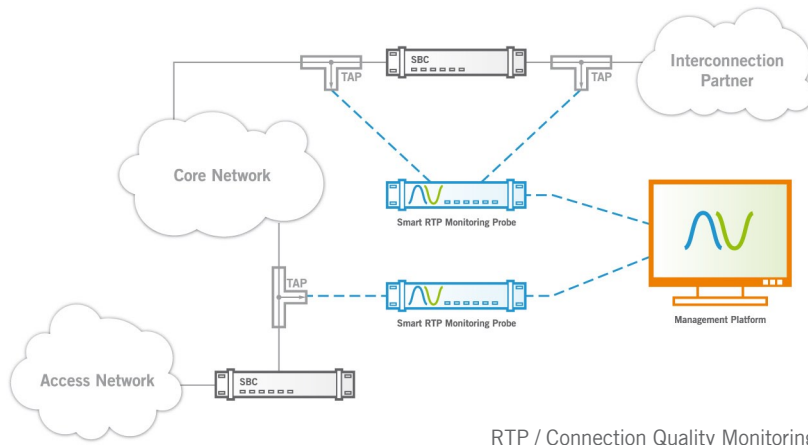 SBC
TAP
TAP
Interconnection
Partner
Core Network
Smart RTP Monitoring Probe
TAP
Smart RTP Monitoring Probe
Management Platform
Access Network
SBC
RTP / Connection Quality Monitoring